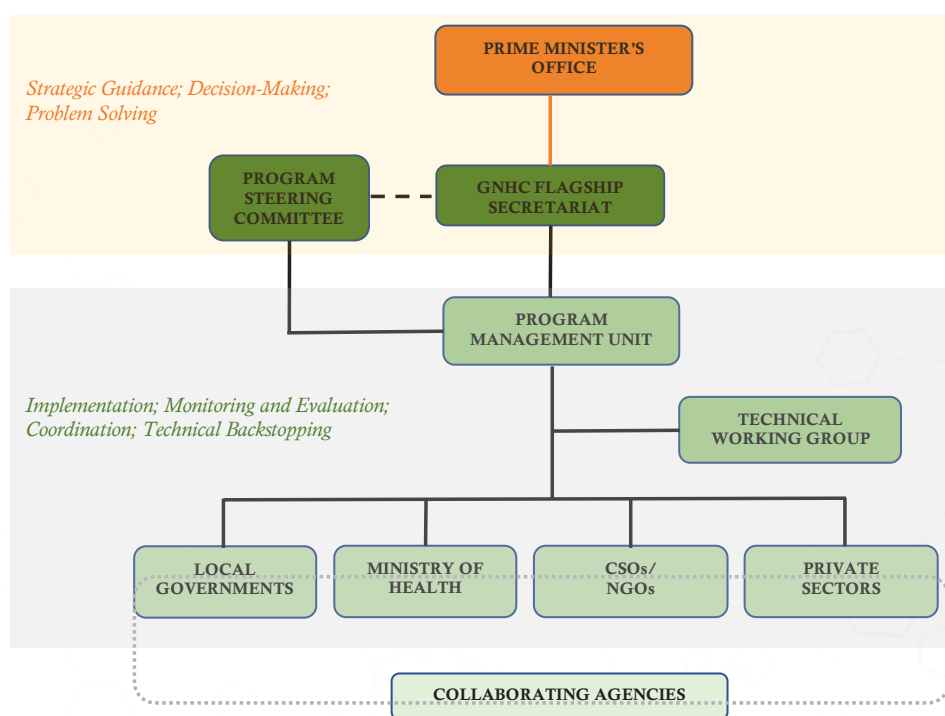 PRIME MINISTER'S
OFFICE
Strategic Guidance; Decision-Making;
Problem Solving
PROGRAM
STEERING
COMMITTEE
GNHC FLAGSHIP
SECRETARIAT
PROGRAM
MANAGEMENT UNIT
Implementation; Monitoring and Evaluation;
Coordination; Technical Backstopping
TECHNICAL
WORKING GROUP
LOCAL
GOVERNMENTS
MINISTRY OF
HEALTH
CSOs/
NGOs
PRIVATE
SECTORS
COLLABORATING AGENCIES